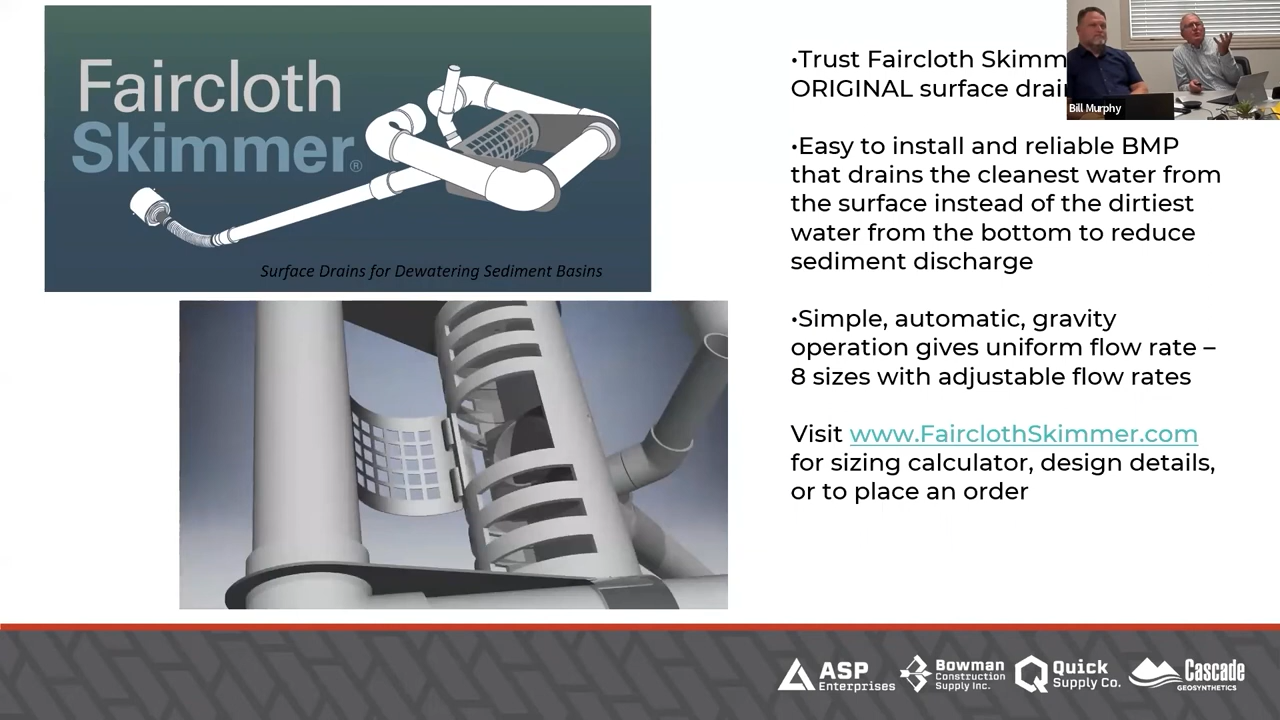 Faircloth
Skimmer®
Surface Drains for Dewatering Sediment Basins
•Trust Faircloth
ORIGINAL surface
Bill Murphy
•Easy to install and reliable BMP
that drains the cleanest water from
the surface instead of the dirtiest
water from the bottom to reduce
sediment discharge
•Simple, automatic, gravity
operation gives uniform flow rate –
8 sizes with adjustable flow rates
Visit www.FairclothSkimmer.com
for sizing calculator, design details,
or to place an order
ASP
Enterprises
Bowman
Construction
Supply Inc.
Quick
Supply Co.
Cascade
GEOSYNTHETICS